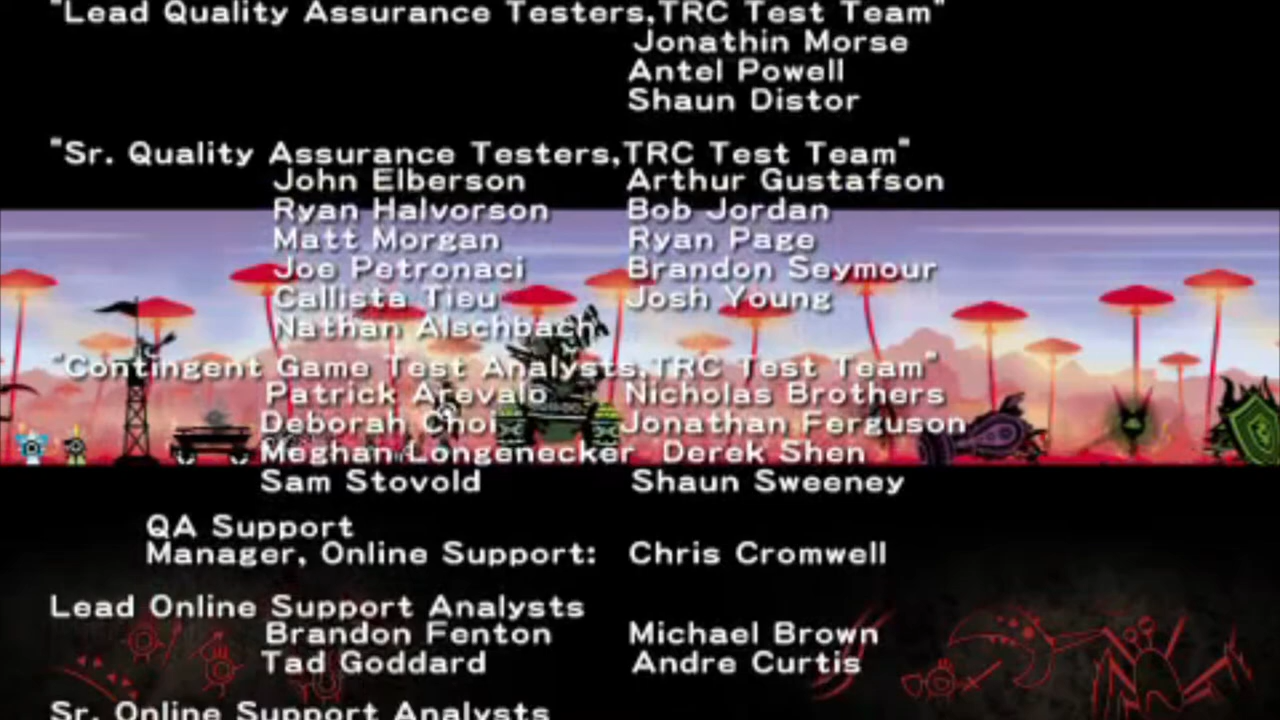 "Lead Quality Assurance Testers,TRC Test Team"
Jonathin Morse
Antel Powell
Shaun Distor
"Sr. Quality Assurance Testers,TRC Test Team"
John Elberson Arthur Gustafson
Ryan Halvorson Bob Jordan
Matt Morgan Ryan Page
Joe Petronaci Brandon Seymour
Callista Tieu Josh Young
Nathan Alschbach
"Contingent Game Test Analysts,TRC Test Team"
Patrick Arevalo Nicholas Brothers
Deborah Choi Jonathan Ferguson
Meghan Longenecker Derek Shen
Sam Stovold Shaun Sweeney
QA Support
Manager, Online Support: Chris Cromwell
Lead Online Support Analysts
Brandon Fenton Michael Brown
Tad Goddard Andre Curtis
Sr. Online Support Analysts